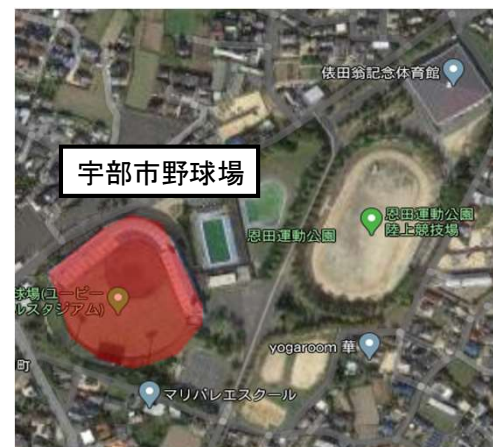 俵田翁記念体育館
宇部市野球場
恩田運動公園
陸上競技場
恩田運動公園
球場(ユーピー
ルスタジアム)
yogaroom 華
町
マリバレエスクール